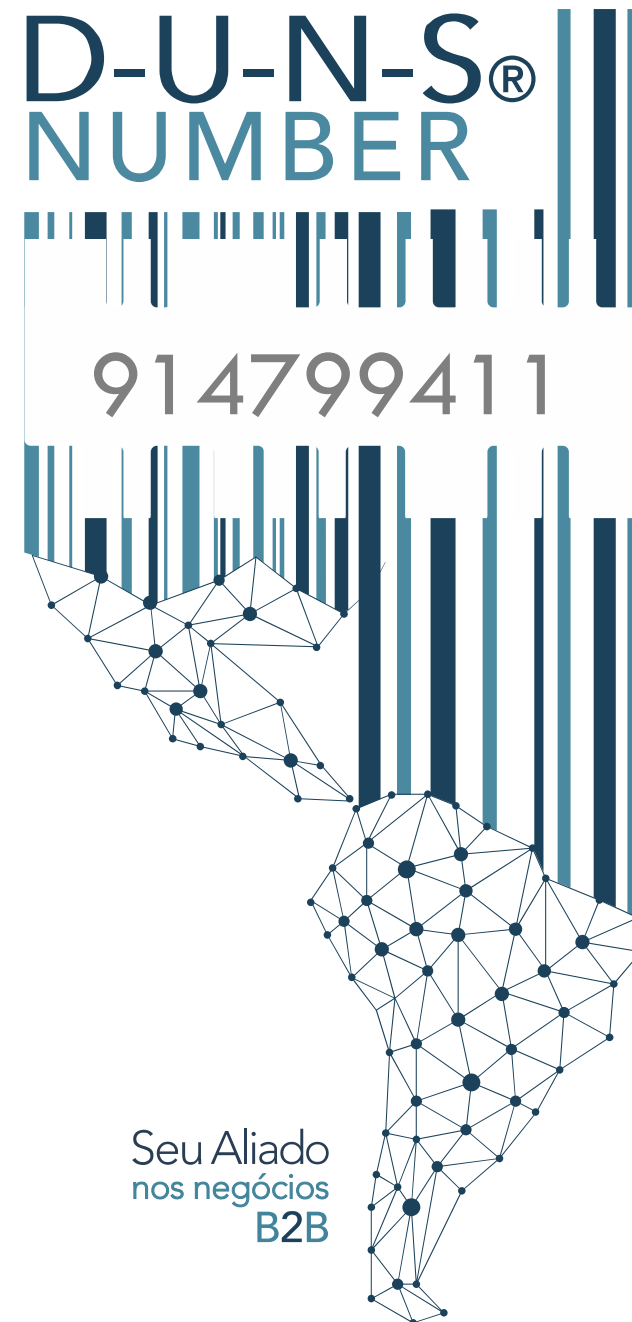 D-U-N-S®
NUMBER
914799411
Seu Aliado
nos negócios
B2B